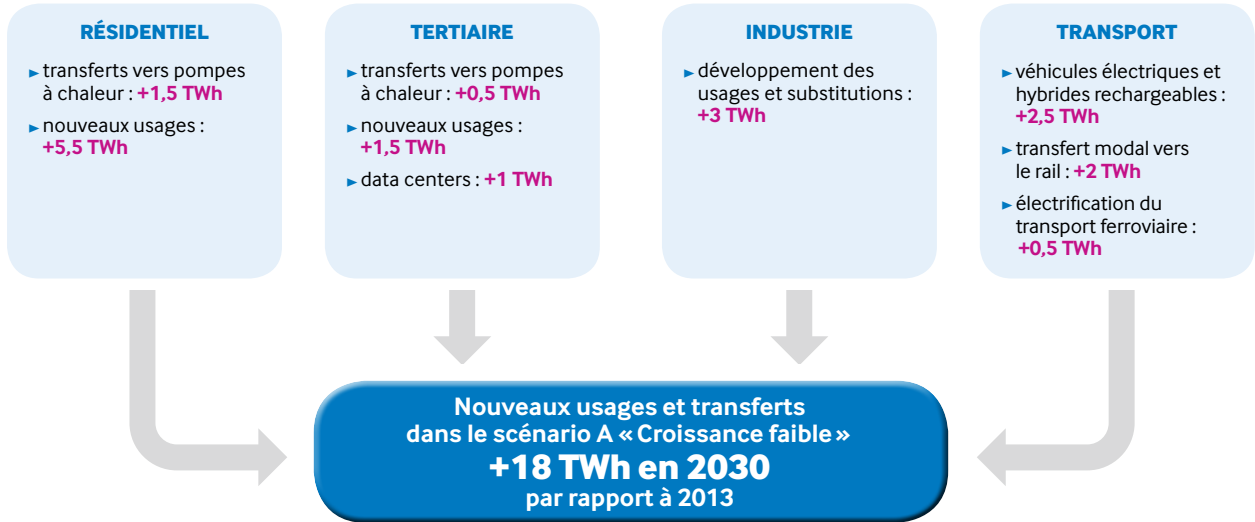 RÉSIDENTIEL
► transferts vers pompes
à chaleur : +1,5 TWh
► nouveaux usages :
+5,5 TWh
TERTIAIRE
► transferts vers pompes
à chaleur : +0,5 TWh
► nouveaux usages :
+1,5 TWh
► data centers : +1 TWh
INDUSTRIE
► développement des
usages et substitutions :
+3 TWh
TRANSPORT
► véhicules électriques et
hybrides rechargeables :
+2,5 TWh
► transfert modal vers
le rail : +2 TWh
► électrification du
transport ferroviaire :
+0,5 TWh
Nouveaux usages et transferts
dans le scénario A « Croissance faible »
+18 TWh en 2030
par rapport à 2013